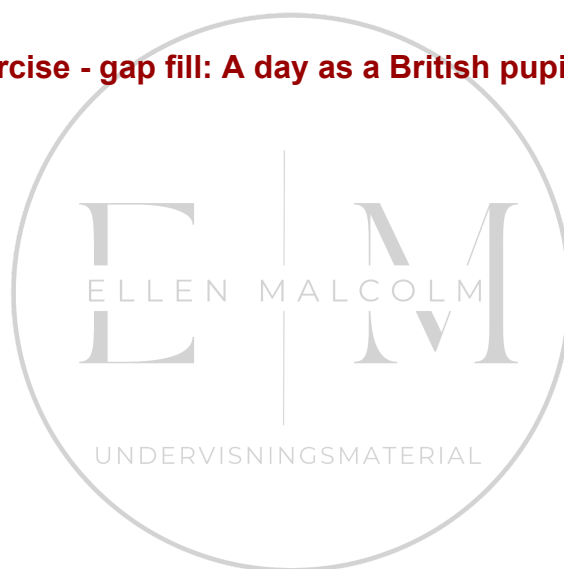 rcise - gap fill: A day as a British pupi
E M
ELLEN MALCOLM
UNDERVISNINGSMATERIAL